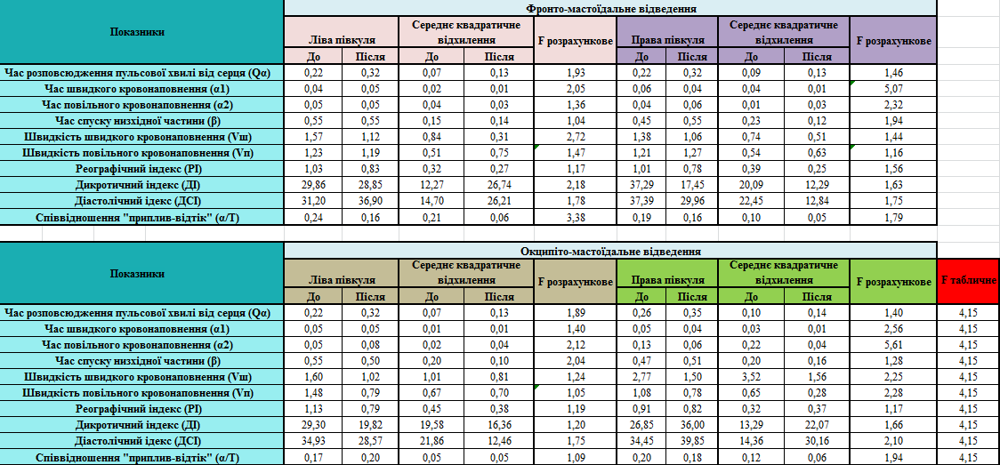 Фронто-мастоїдальне відведення
Показники Ліва півкуля Середнє квадратичне відхилення F розрахункове Права півкуля Середнє квадратичне відхилення F розрахункове
До Після До Після До Після До Після
Час розповсюдження пульсової хвилі від серця (Qα) 0,22 0,32 0,07 0,13 1,93 0,22 0,32 0,09 0,13 1,46
Час швидкого кровонаповнення (α1) 0,04 0,05 0,02 0,01 2,05 0,06 0,04 0,04 0,01 5,07
Час повільного кровонаповнення (α2) 0,05 0,05 0,04 0,03 1,36 0,04 0,06 0,01 0,03 2,32
Час спуску низхідної частини (β) 0,55 0,55 0,15 0,14 1,04 0,45 0,55 0,23 0,12 1,94
Швидкість швидкого кровонаповнення (Vш) 1,57 1,12 0,84 0,31 2,72 1,38 1,06 0,74 0,51 1,44
Швидкість повільного кровонаповнення (Vп) 1,23 1,19 0,51 0,75 1,47 1,21 1,27 0,54 0,63 1,16
Реографічний індекс (РІ) 1,03 0,83 0,32 0,27 1,17 1,01 0,78 0,39 0,25 1,56
Дикротичний індекс (ДІ) 29,86 28,85 12,27 26,74 2,18 37,29 17,45 20,09 12,29 1,63
Діастолічний ідекс (ДСІ) 31,20 36,90 14,70 26,21 1,78 37,39 29,96 22,45 12,84 1,75
Співвідношення "приплив-відтік" (α/Т) 0,24 0,16 0,21 0,06 3,38 0,19 0,16 0,10 0,05 1,79
Окципіто-мастоїдальне відведення
Показники Ліва півкуля Середнє квадратичне відхилення F розрахункове Права півкуля Середнє квадратичне відхилення F розрахункове F табличне
До Після До Після До Після До Після
Час розповсюдження пульсової хвилі від серця (Qα) 0,22 0,32 0,07 0,13 1,89 0,26 0,35 0,10 0,14 1,40 4,15
Час швидкого кровонаповнення (α1) 0,05 0,05 0,01 0,01 1,40 0,05 0,04 0,03 0,01 2,56 4,15
Час повільного кровонаповнення (α2) 0,05 0,08 0,02 0,04 2,12 0,13 0,06 0,22 0,04 5,61 4,15
Час спуску низхідної частини (β) 0,55 0,50 0,20 0,10 2,04 0,47 0,51 0,20 0,16 1,28 4,15
Швидкість швидкого кровонаповнення (Vш) 1,60 1,02 1,01 0,81 1,24 2,77 1,50 3,52 1,56 2,25 4,15
Швидкість повільного кровонаповнення (Vп) 1,48 0,79 0,67 0,70 1,05 1,08 0,78 0,65 0,28 2,28 4,15
Реографічний індекс (РІ) 1,13 0,79 0,45 0,38 1,19 0,91 0,82 0,32 0,37 1,17 4,15
Дикротичний індекс (ДІ) 29,30 19,82 19,58 16,36 1,20 26,85 36,00 13,29 22,07 1,66 4,15
Діастолічний ідекс (ДСІ) 34,93 28,57 21,86 12,46 1,75 34,45 39,85 14,36 30,16 2,10 4,15
Співвідношення "приплив-відтік" (α/Т) 0,17 0,20 0,05 0,05 1,09 0,20 0,18 0,12 0,06 1,94 4,15